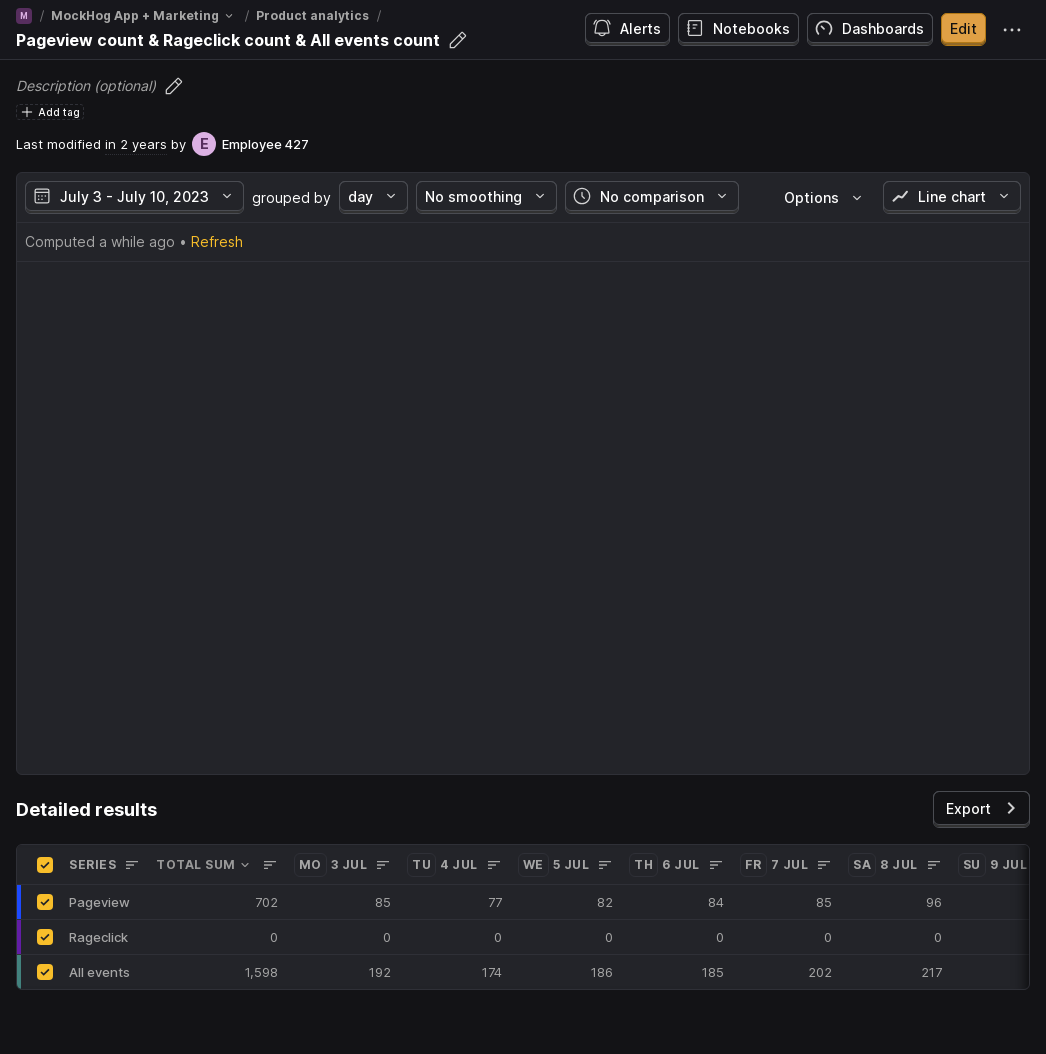 M / MockHog App + Marketing / Product analytics /
Pageview count & Rageclick count & All events count
Alerts Notebooks Dashboards Edit
Description (optional)
Add tag
Last modified in 2 years by E Employee 427
July 3 - July 10, 2023 grouped by day No smoothing No comparison Options Line chart
Computed a while ago • Refresh
Detailed results
Export
SERIES TOTAL SUM MO 3 JUL TU 4 JUL WE 5 JUL TH 6 JUL FR 7 JUL SA 8 JUL SU 9 JUL
Pageview 702 85 77 82 84 85 96
Rageclick 0 0 0 0 0 0 0
All events 1,598 192 174 186 185 202 217